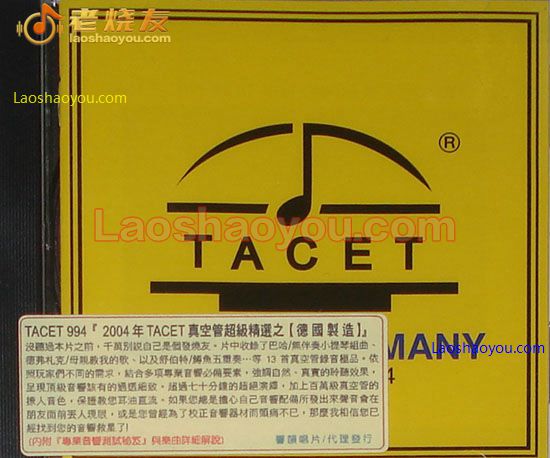 老烧友
laoshaoyou.com
Laoshaoyou.com
®
Laoshaoyou.com
Laoshaoyou.com
TACET
MANY
4
TACET 994『 2004 年 TACET 真空管超級精選之【德國製造】』
沒聽過本片之前，千萬別說自己是個發燒友，片中收錄了巴哈/無伴奏小提琴組曲、
德弗札克/母親教我的歌、以及舒伯特/鱒魚五重奏…等 13 首真空管錄音極品，依
照玩家們不同的需求，結合多項專業音響必備要素，強調自然、真實的聆聽效果，
呈現頂級音響該有的過透細緻。超過七十分鐘的超絕演繹，加上百萬級真空管的
撩人音色，保證教您耳油直流。如果您總是擔心自己音響配備所發出來聲音會在
朋友面前丟人現眼，或是您曾經為了校正音響器材而頭痛不已，那麼我相信您已
經找到您的音響救星了!
(內附『專業音響測試秘笈』與樂曲詳細解說)
響韻唱片/代理發行
Laoshaoyou.com